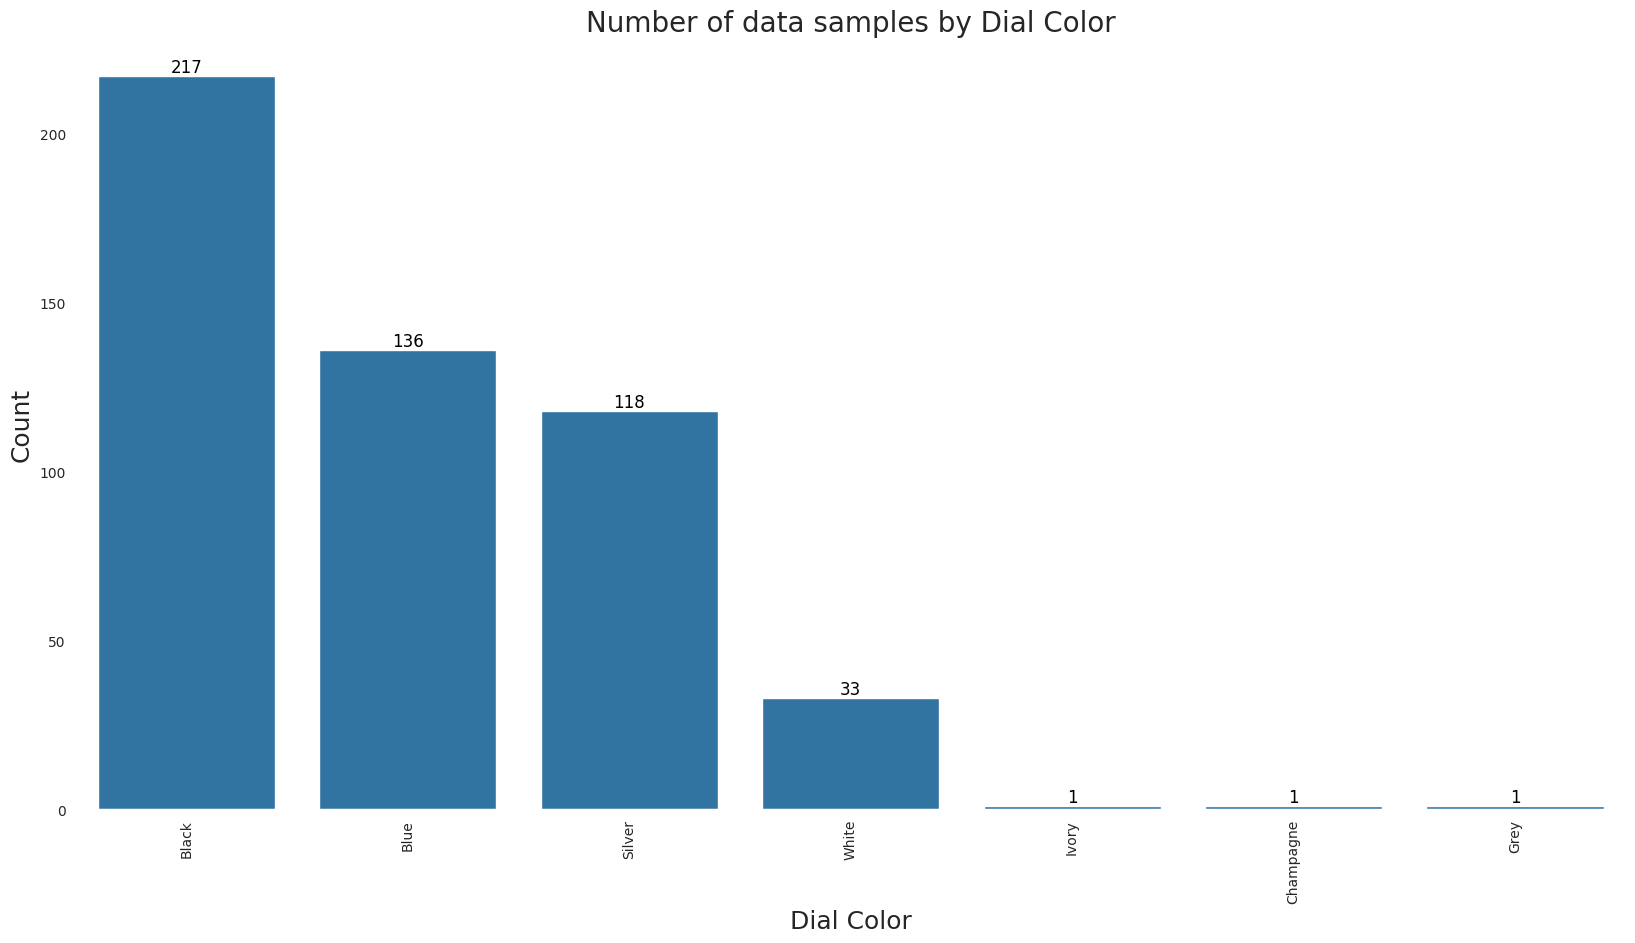 Number of data samples by Dial Color
217
200
150
136
118
Count
100
50
33
1
1
1
0
Black
Blue
Silver
White
Ivory
Champagne
Grey
Dial Color